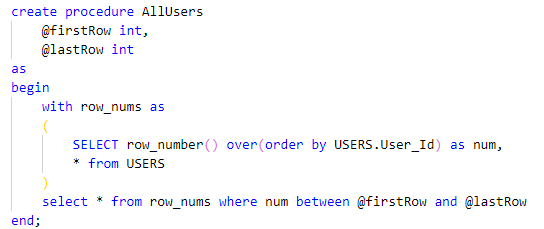 create procedure AllUsers
@firstRow int,
@lastRow int
as
begin
with row_nums as
(
SELECT row_number() over(order by USERS.User_Id) as num,
* from USERS
)
select * from row_nums where num between @firstRow and @lastRow
end;